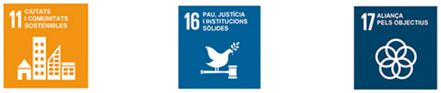 11 CIUTATS
I COMUNITATS
SOSTENIBLES
16 PAU, JUSTÍCIA
I INSTITUCIONS
SÒLIDES
17 ALIANÇA
PELS OBJECTIUS